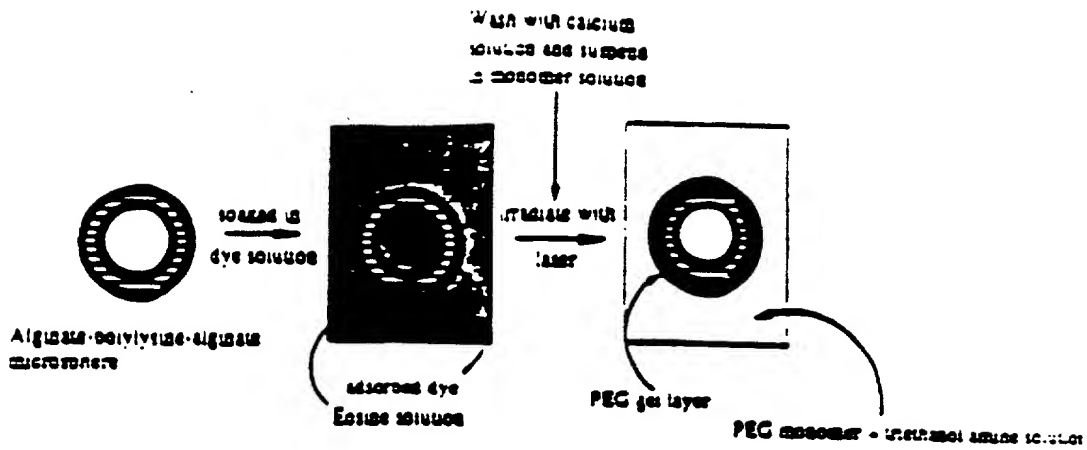 Wash with calcium
solution and suspend
in monomer solution
soaked in
dye solution
irradiate with
laser
Alginate-polylysine-alginate
microsphere
adsorbed dye
Eosine solution
PEG gel layer
PEG monomer - triethanol amine solution